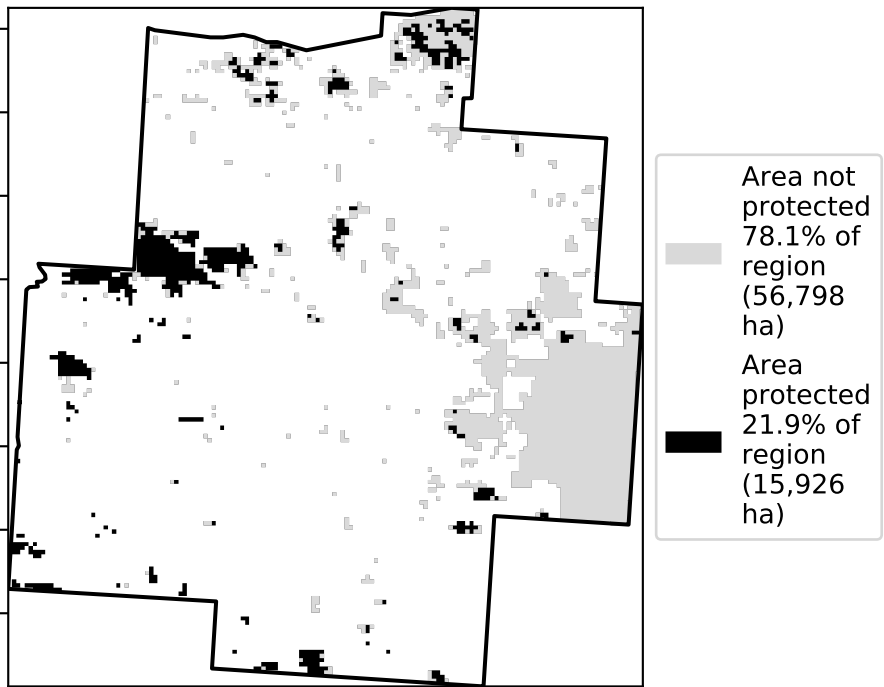 Area not
protected
78.1% of
region
(56,798
ha)
Area
protected
21.9% of
region
(15,926
ha)